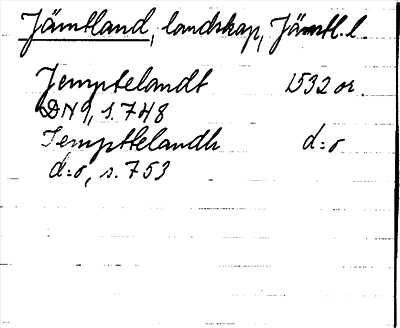 Jämtland, landskap, Jämtl. l.
Jemptelandt 1532 or.
DN 9, s. 748
Jempttelandh d:o
d:o, s. 753